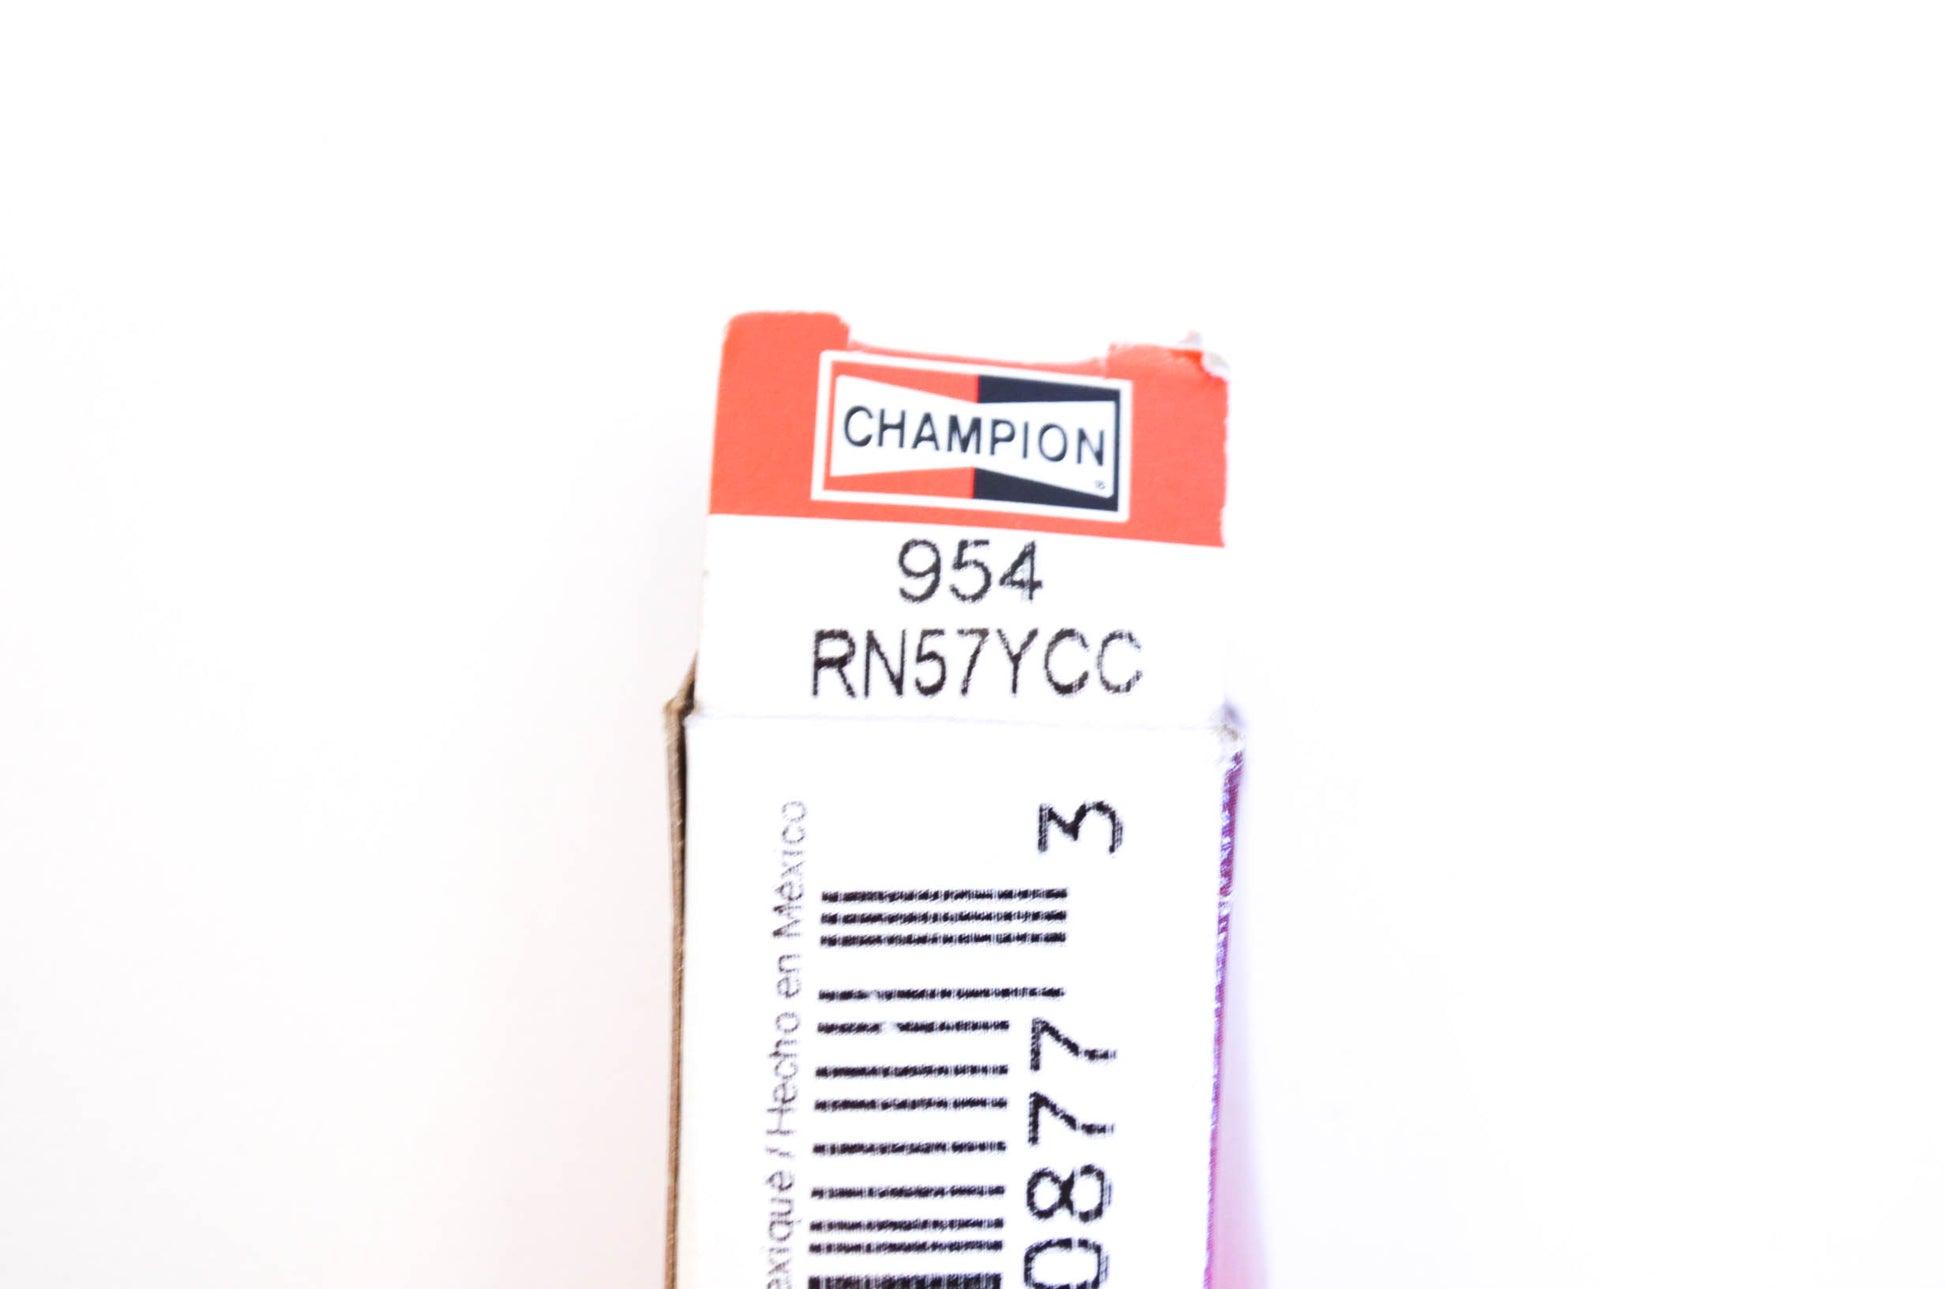 CHAMPION
®
954
RN57YCC
/ Hecho en México
0877 3